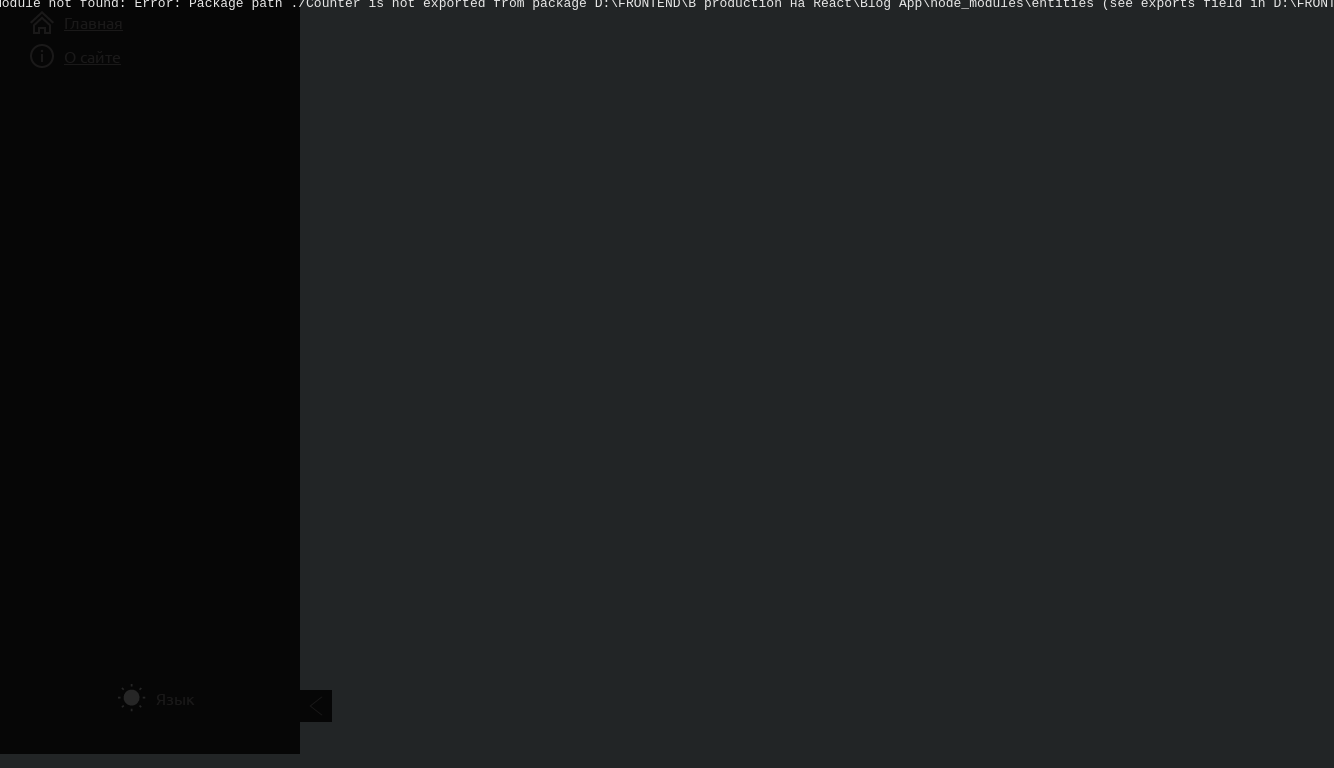 Module not found: Error: Package path ./Counter is not exported from package D:\FRONTEND\В production на React\Blog App\node_modules\entities (see exports field in D:\FRONT
Главная
О сайте
Язык